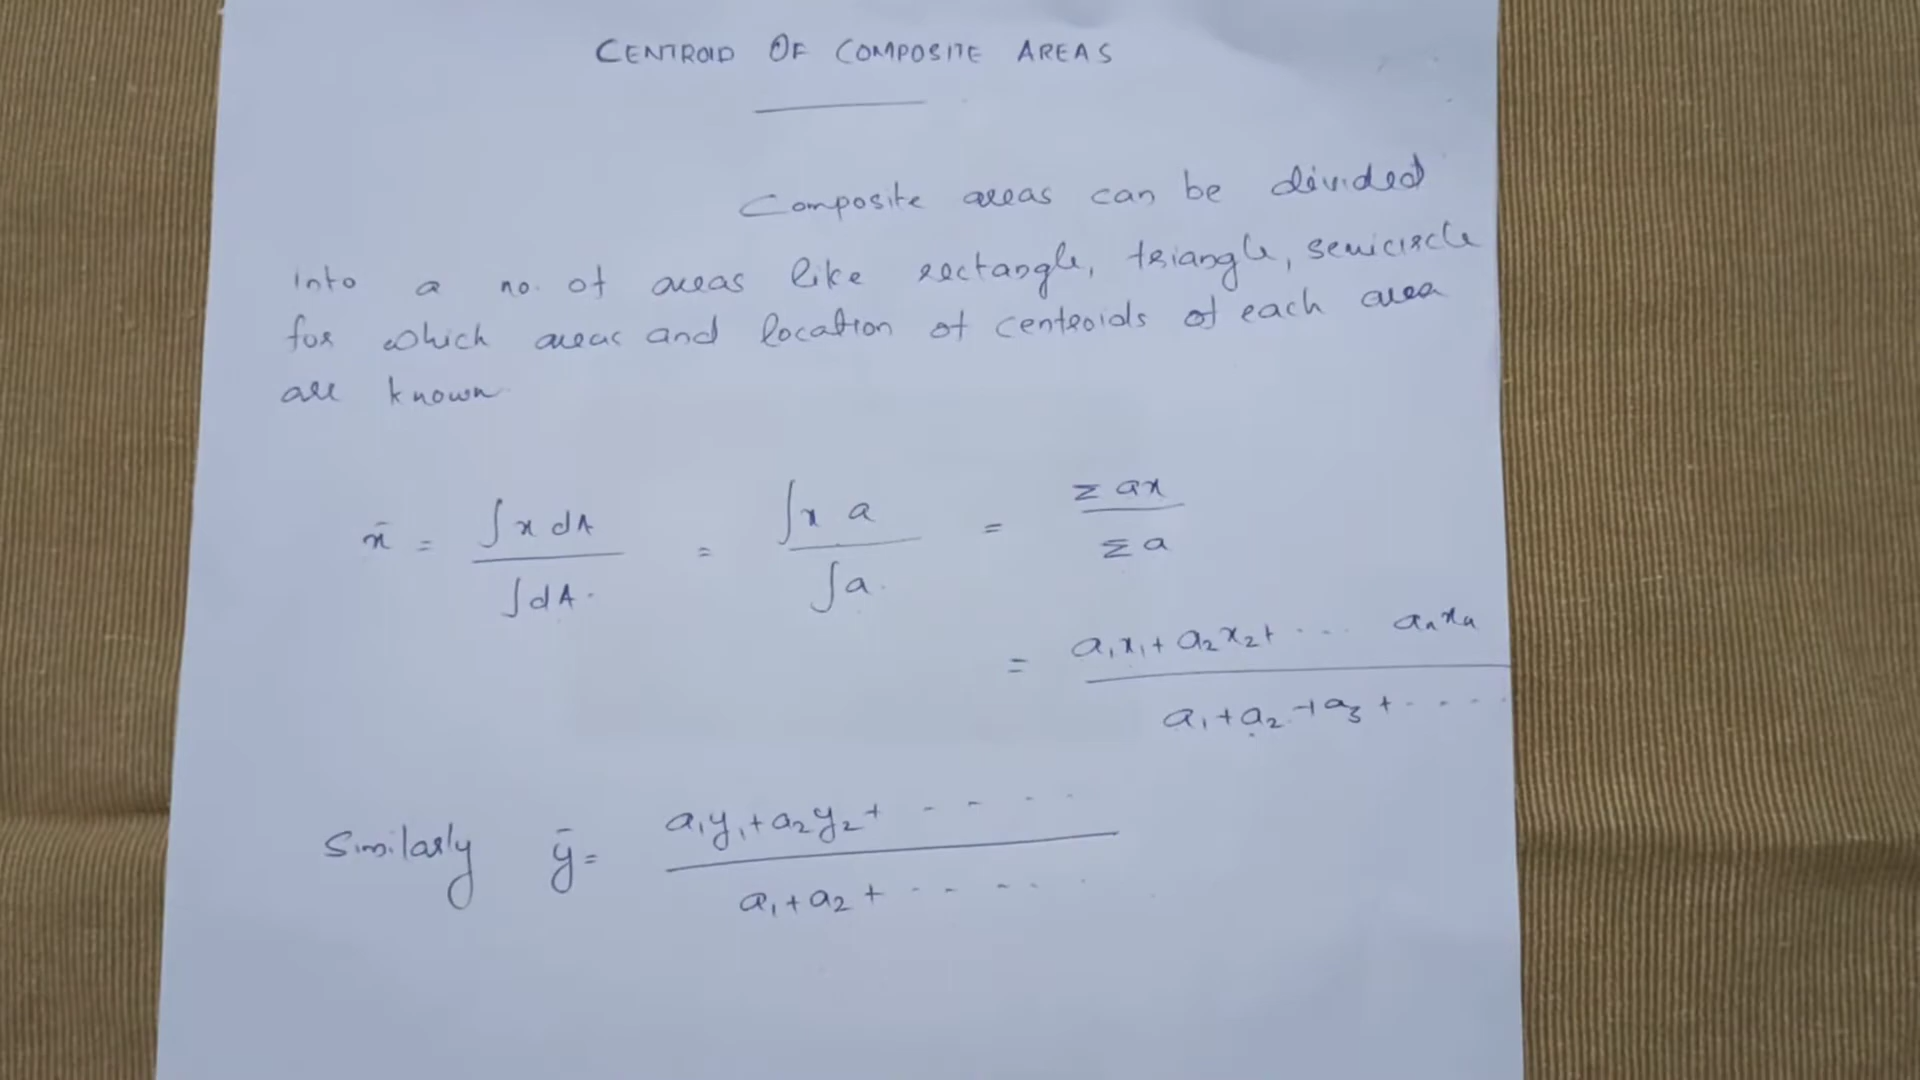 CENTROID OF COMPOSITE AREAS
Composite areas can be divided
into a no. of areas like rectangle, triangle, semicircle
for which areas and location of centroids of each area
are known
x̄ = ∫x dA / ∫dA. = ∫x a / ∫a. = Σ ax / Σ a
= a₁x₁ + a₂x₂ + .... aₙxₙ / a₁ + a₂ + a₃ + ....
Similarly ȳ = a₁y₁ + a₂y₂ + - - - - / a₁ + a₂ + - - - - -